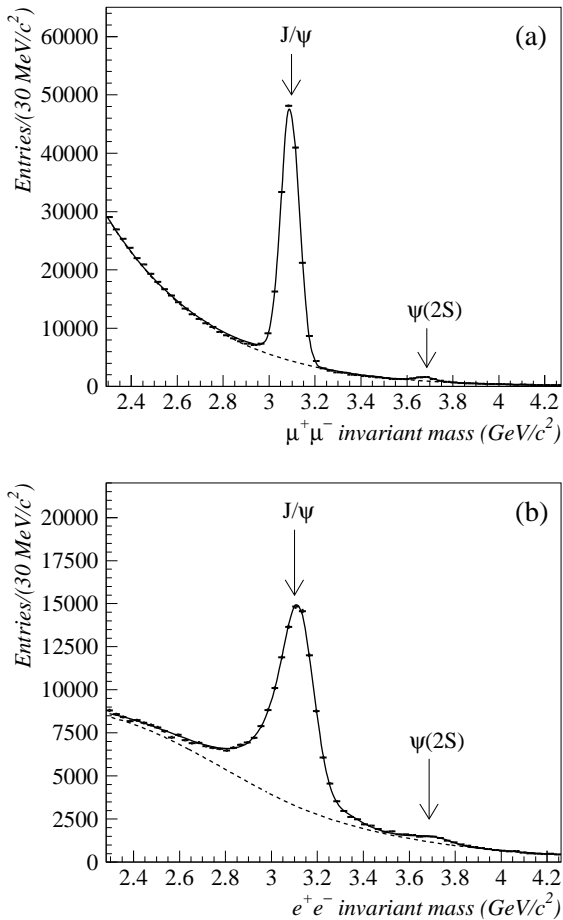 Entries/(30 MeV/c²)
60000
50000
40000
30000
20000
10000
0
(a)
J/ψ
ψ(2S)
2.4 2.6 2.8 3 3.2 3.4 3.6 3.8 4 4.2
μ⁺μ⁻ invariant mass (GeV/c²)
Entries/(30 MeV/c²)
20000
17500
15000
12500
10000
7500
5000
2500
0
(b)
J/ψ
ψ(2S)
2.4 2.6 2.8 3 3.2 3.4 3.6 3.8 4 4.2
e⁺e⁻ invariant mass (GeV/c²)